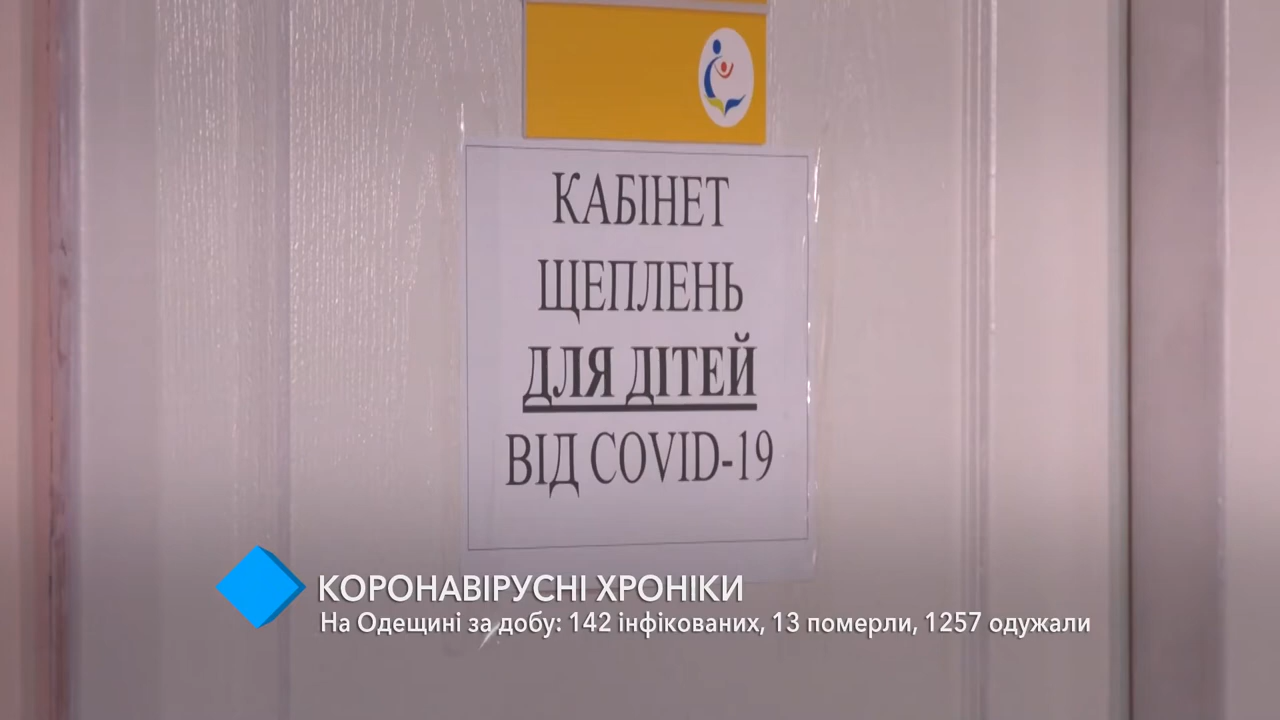 КАБІНЕТ
ЩЕПЛЕНЬ
ДЛЯ ДІТЕЙ
ВІД COVID-19
КОРОНАВІРУСНІ ХРОНІКИ
На Одещині за добу: 142 інфікованих, 13 померли, 1257 одужали